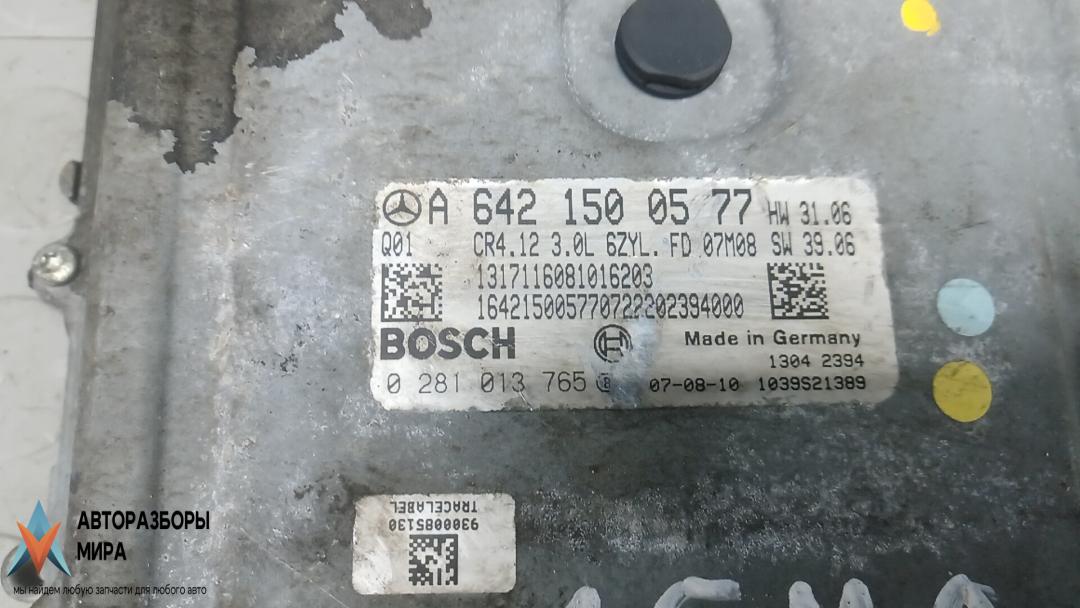 A 642 150 05 77 HW 31.06
Q01 CR4.12 3.0L 6ZYL. FD 07M08 SW 39.06
1317116081016203
164215005770722202394000
BOSCH Made in Germany
1304 2394
0 281 013 765 07-08-10 1039S21389
TRACELABEL
9300085130
АВТОРАЗБОРЫ
МИРА
мы найдем любую запчасти для любого авто